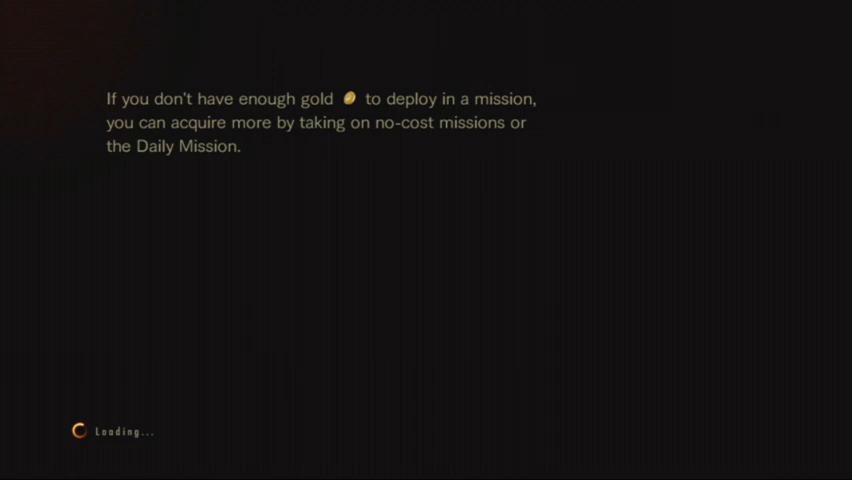 If you don't have enough gold to deploy in a mission,
you can acquire more by taking on no-cost missions or
the Daily Mission.
Loading...